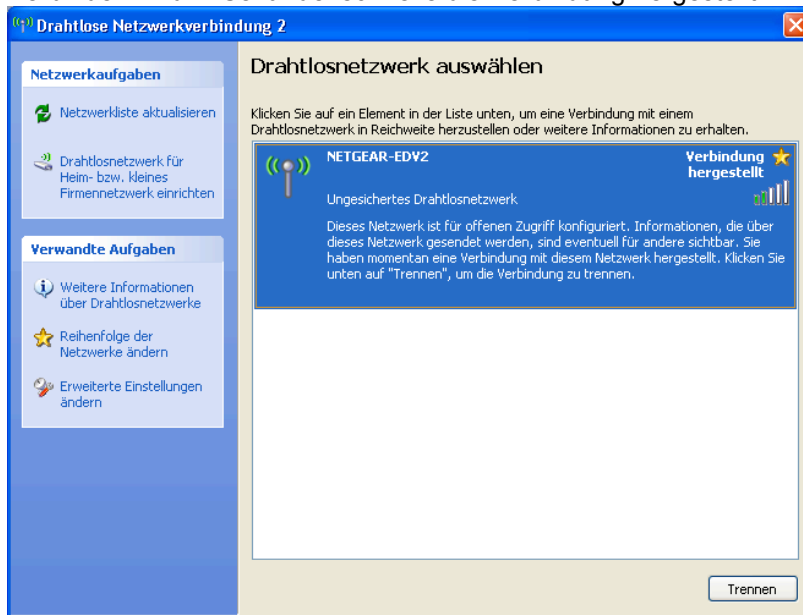 Drahtlose Netzwerkverbindung 2
Netzwerkaufgaben
Netzwerkliste aktualisieren
Drahtlosnetzwerk für
Heim- bzw. kleines
Firmennetzwerk einrichten
Verwandte Aufgaben
Weitere Informationen
über Drahtlosnetzwerke
Reihenfolge der
Netzwerke ändern
Erweiterte Einstellungen
ändern
Drahtlosnetzwerk auswählen
Klicken Sie auf ein Element in der Liste unten, um eine Verbindung mit einem
Drahtlosnetzwerk in Reichweite herzustellen oder weitere Informationen zu erhalten.
NETGEAR-EDV2
Verbindung
hergestellt
Ungesichertes Drahtlosnetzwerk
Dieses Netzwerk ist für offenen Zugriff konfiguriert. Informationen, die über
dieses Netzwerk gesendet werden, sind eventuell für andere sichtbar. Sie
haben momentan eine Verbindung mit diesem Netzwerk hergestellt. Klicken Sie
unten auf "Trennen", um die Verbindung zu trennen.
Trennen